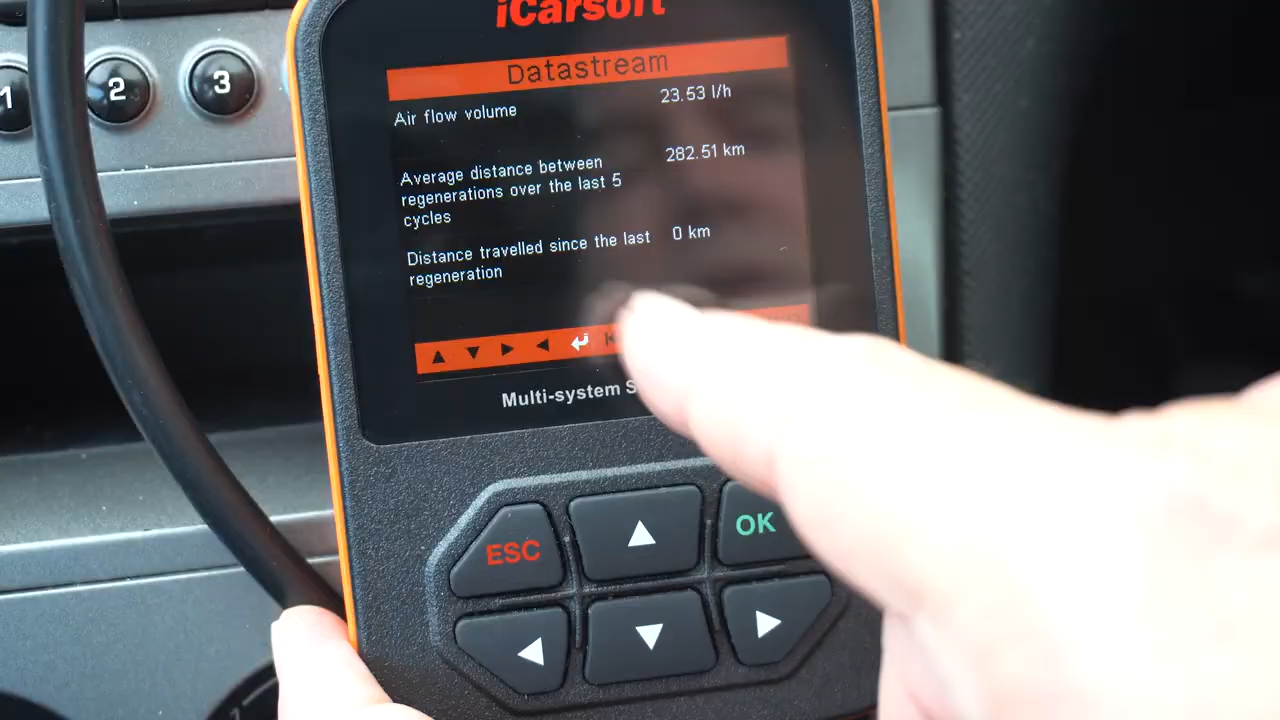 iCarsoft
Datastream
Air flow volume 23.53 l/h
Average distance between 282.51 km
regenerations over the last 5
cycles
Distance travelled since the last 0 km
regeneration
Multi-system
1 2 3
ESC
OK